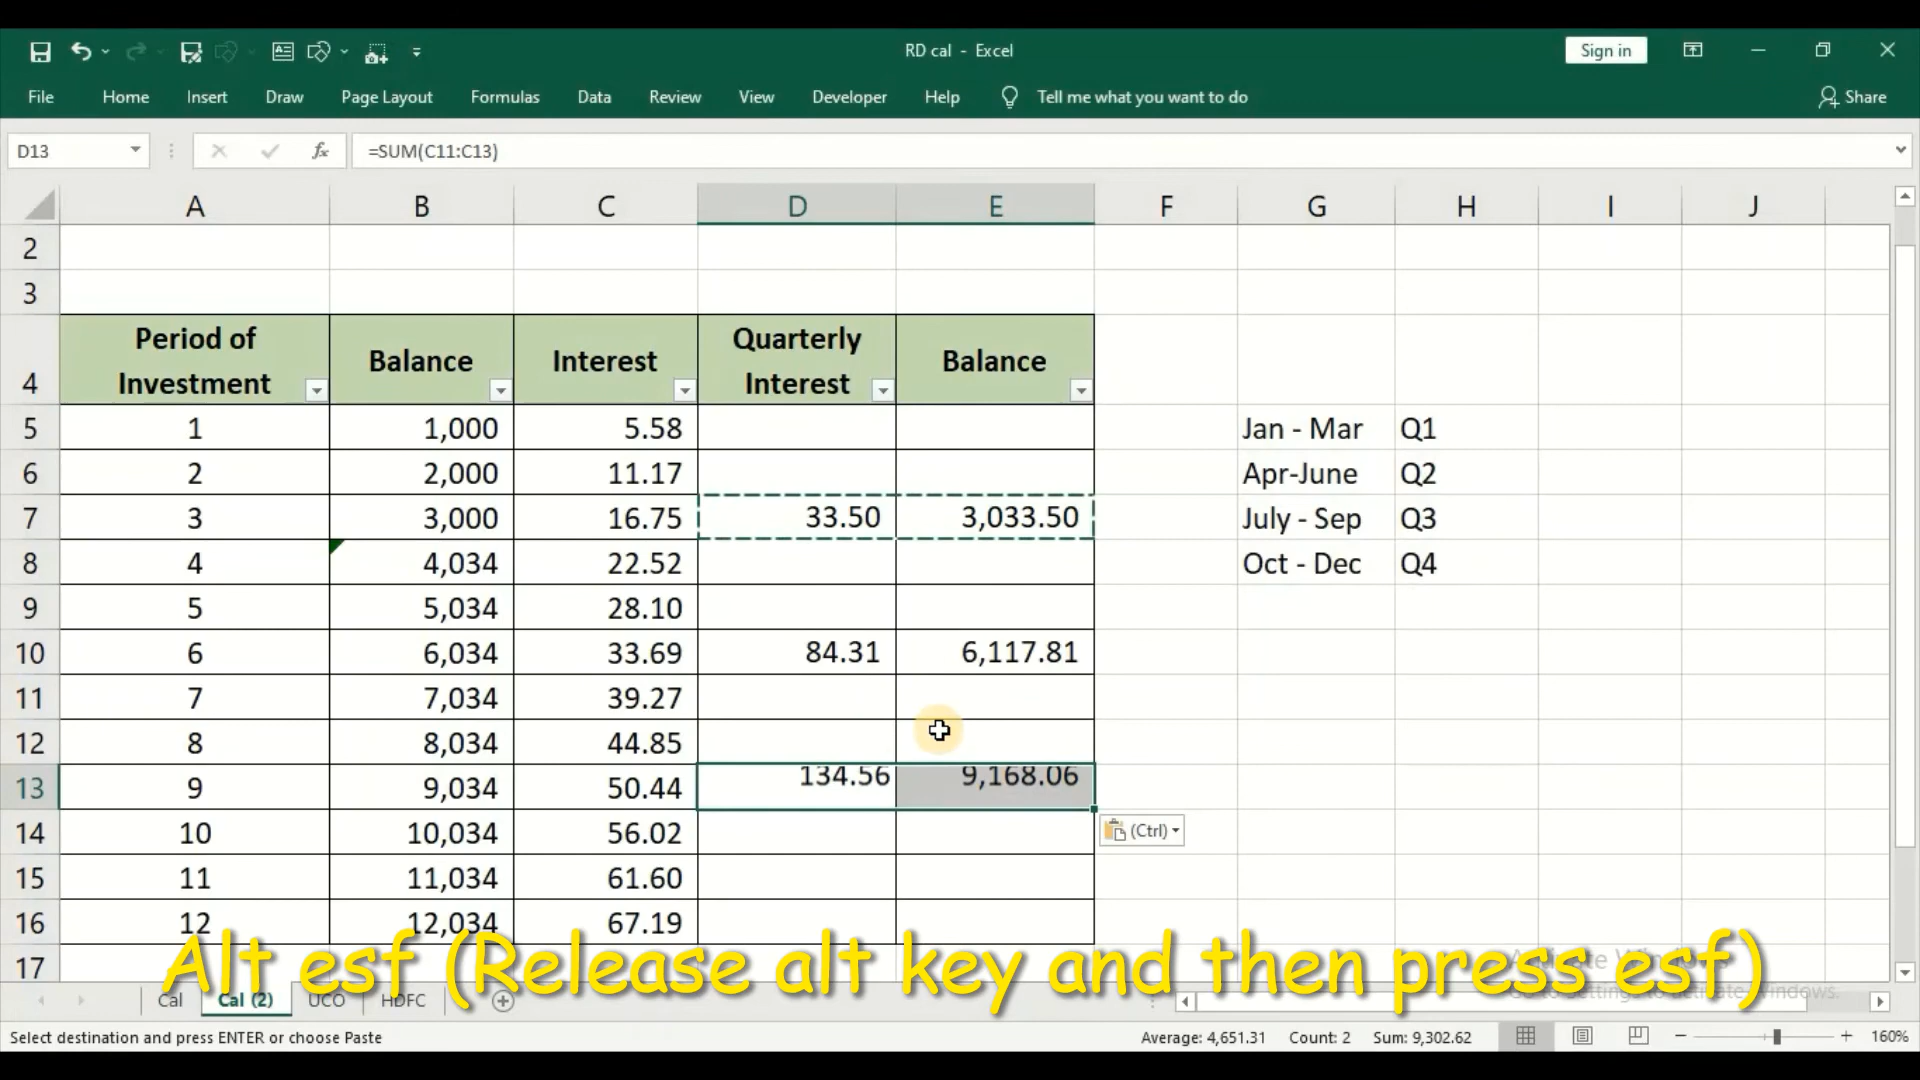 RD cal - Excel
Sign in
File Home Insert Draw Page Layout Formulas Data Review View Developer Help Tell me what you want to do Share
D13 fx =SUM(C11:C13)
A B C D E F G H I J
2
3
4 Period of Investment Balance Interest Quarterly Interest Balance
5 1 1,000 5.58 Jan - Mar Q1
6 2 2,000 11.17 Apr-June Q2
7 3 3,000 16.75 33.50 3,033.50 July - Sep Q3
8 4 4,034 22.52 Oct - Dec Q4
9 5 5,034 28.10
10 6 6,034 33.69 84.31 6,117.81
11 7 7,034 39.27
12 8 8,034 44.85
13 9 9,034 50.44 134.56 9,168.06
14 10 10,034 56.02 (Ctrl)
15 11 11,034 61.60
16 12 12,034 67.19
17
Alt esf (Release alt key and then press esf)
Cal Cal (2) UCO HDFC
Select destination and press ENTER or choose Paste Average: 4,651.31 Count: 2 Sum: 9,302.62 160%